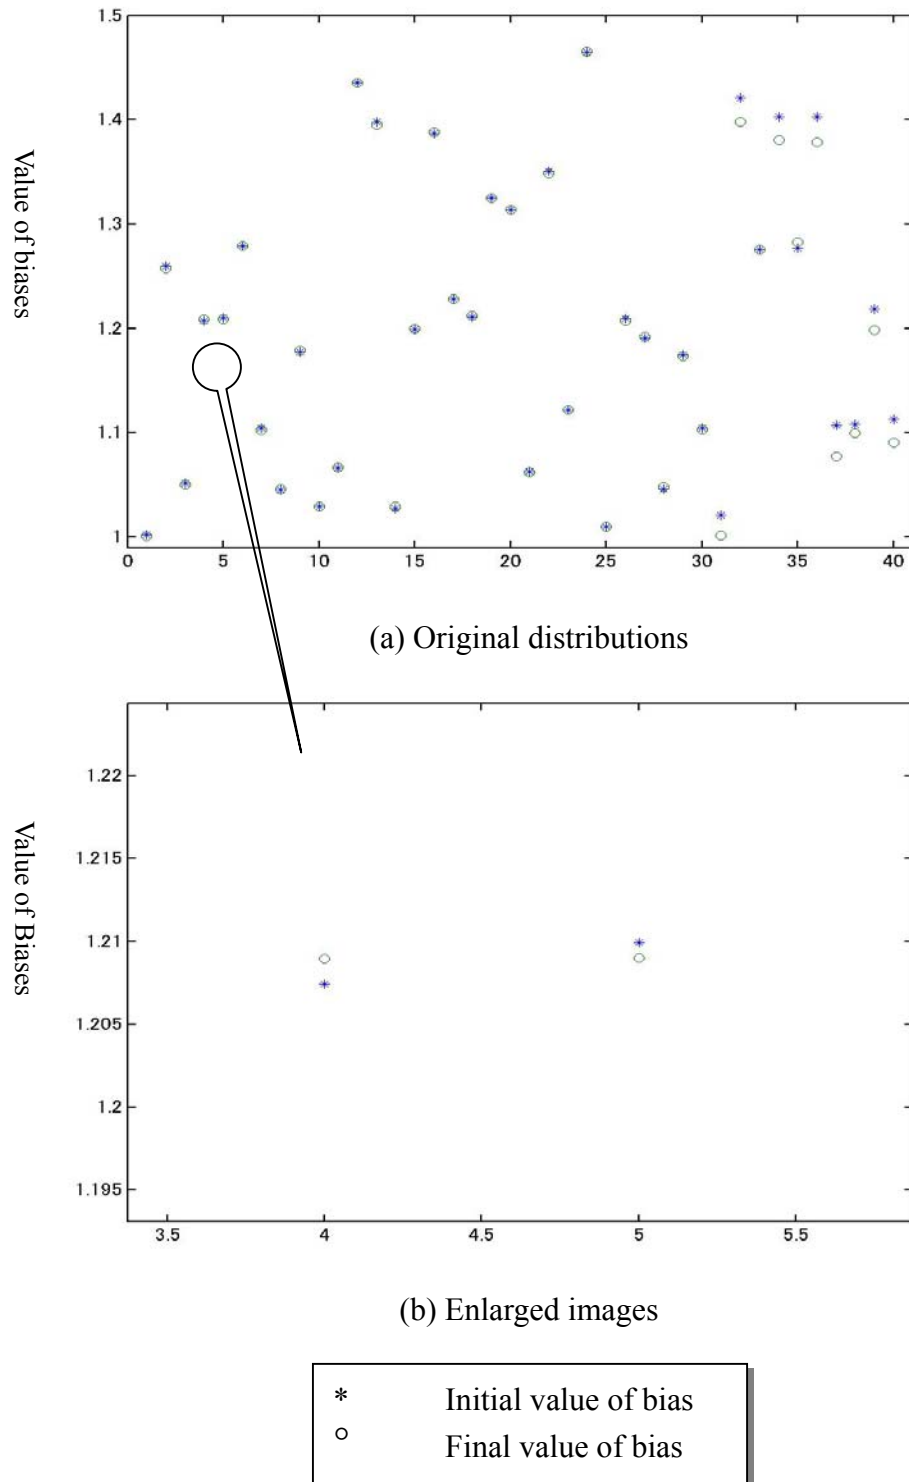 Value of biases
1.5
1.4
1.3
1.2
1.1
1
0 5 10 15 20 25 30 35 40
(a) Original distributions
Value of Biases
1.22
1.215
1.21
1.205
1.2
1.195
3.5 4 4.5 5 5.5
(b) Enlarged images
* Initial value of bias
○ Final value of bias